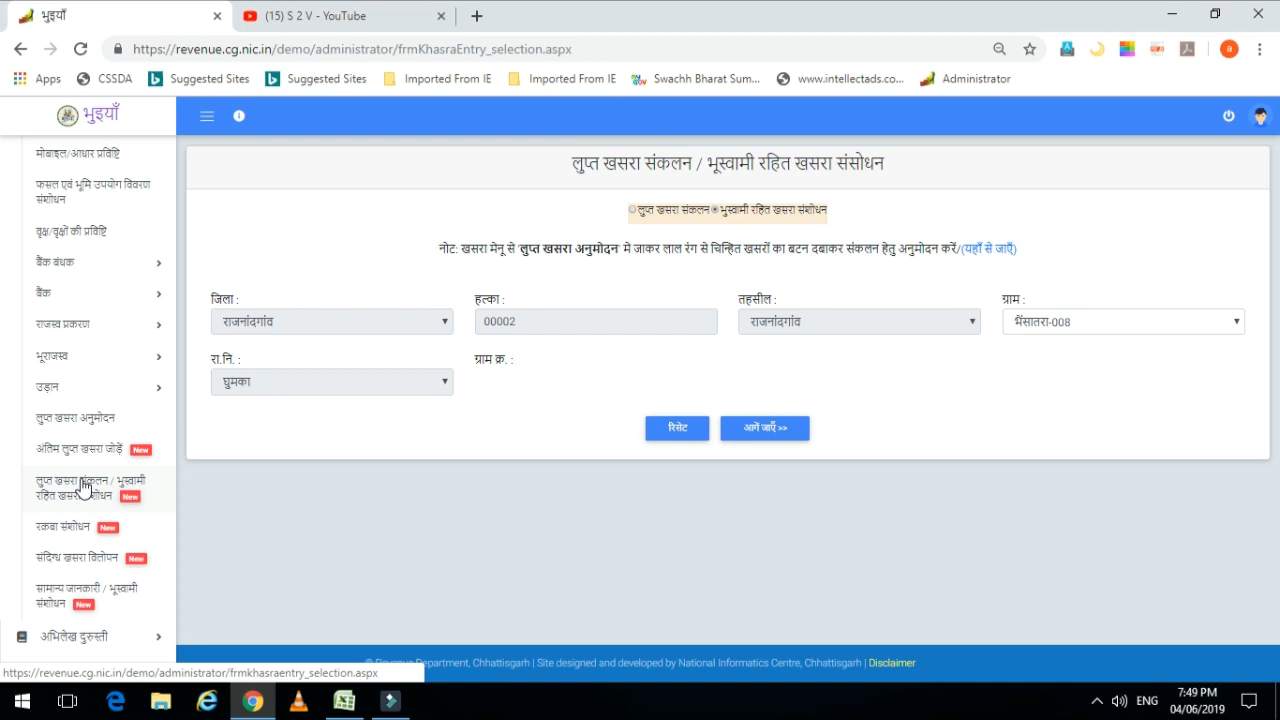 भुइयाँ
(15) S 2 V - YouTube
https://revenue.cg.nic.in/demo/administrator/frmKhasraEntry_selection.aspx
a
Apps
CSSDA
Suggested Sites
Suggested Sites
Imported From IE
Imported From IE
Swachh Bharat Sum...
www.intellectads.co...
Administrator
भुइयाँ
मोबाइल/आधार प्रविष्टि
फसल एवं भूमि उपयोग विवरण
संशोधन
वृक्ष/वृक्षों की प्रविष्टि
बैंक बंधक
बैंक
राजस्व प्रकरण
भूराजस्व
उड़ान
लुप्त खसरा अनुमोदन
अंतिम लुप्त खसरा जोड़ें New
लुप्त खसरा संकलन / भुस्वामी
रहित खसरा संशोधन New
रकबा संशोधन New
संदिग्ध खसरा विलोपन New
सामान्य जानकारी / भूस्वामी
संशोधन New
अभिलेख दुरुस्ती
लुप्त खसरा संकलन / भूस्वामी रहित खसरा संसोधन
लुप्त खसरा संकलन भुस्वामी रहित खसरा संशोधन
नोट: खसरा मेनू से 'लुप्त खसरा अनुमोदन' मे जाकर लाल रंग से चिन्हित खसरों का बटन दबाकर संकलन हेतु अनुमोदन करें/(यहाँ से जाएँ)
जिला : हल्का : तहसील : ग्राम :
राजनांदगांव 00002 राजनांदगांव भैंसातरा-008
रा.नि. : ग्राम क्र. :
घुमका
रिसेट आगें जाएँ >>
© Revenue Department, Chhattisgarh | Site designed and developed by National Informatics Centre, Chhattisgarh | Disclaimer
https://revenue.cg.nic.in/demo/administrator/frmkhasraentry_selection.aspx
ENG
7:49 PM
04/06/2019